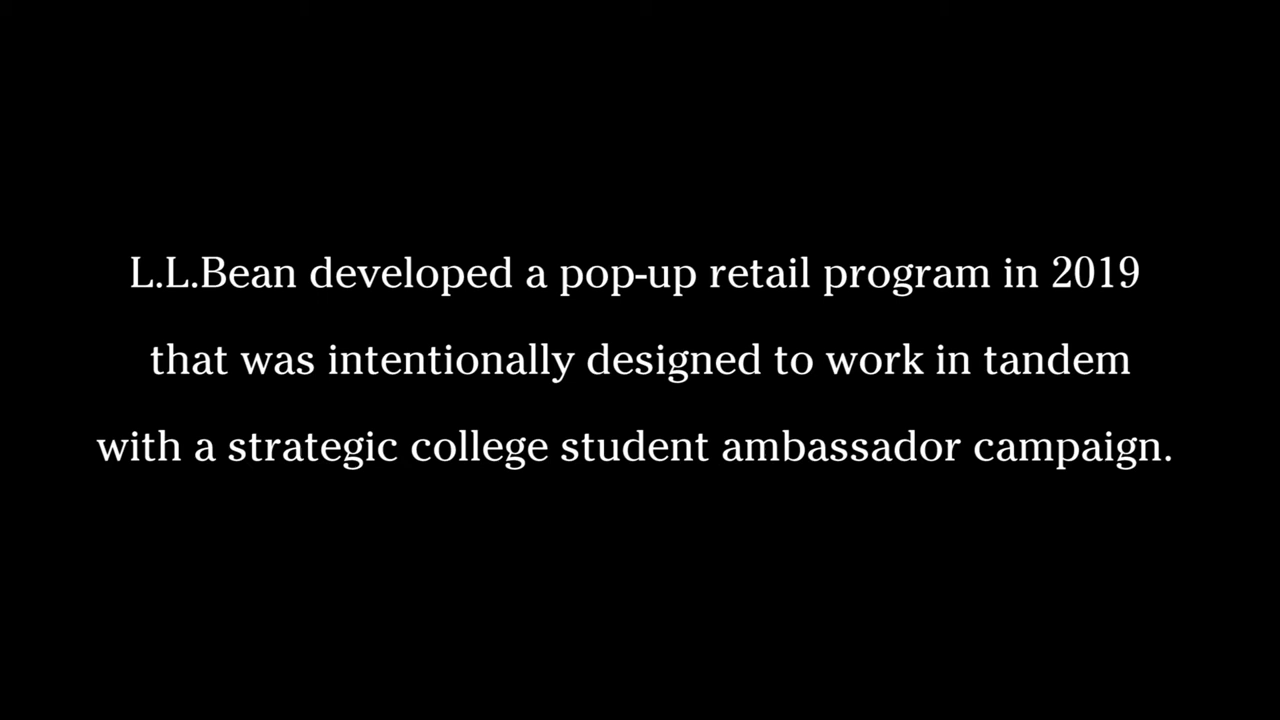 L.L.Bean developed a pop-up retail program in 2019
that was intentionally designed to work in tandem
with a strategic college student ambassador campaign.